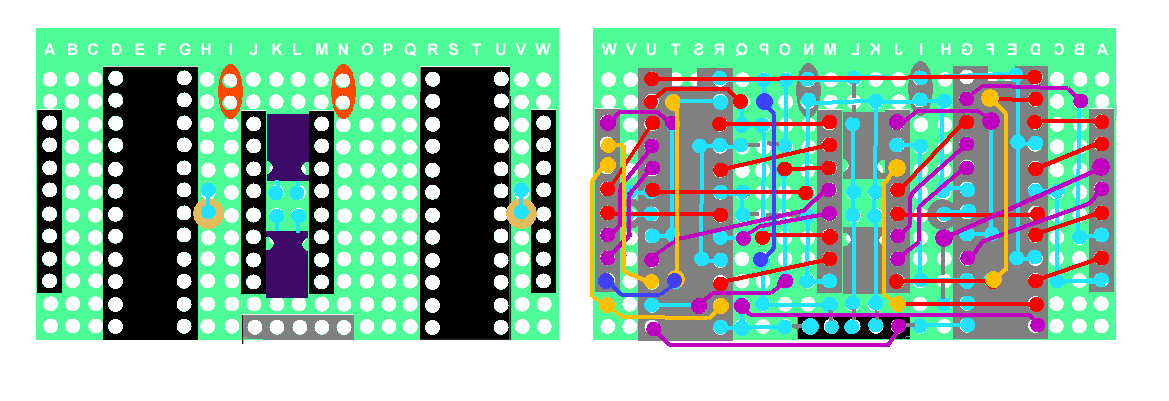 A B C D E F G H I J K L M N O P Q R S T U V W
W V U T S R Q P O N M L K J I H G F E D C B A